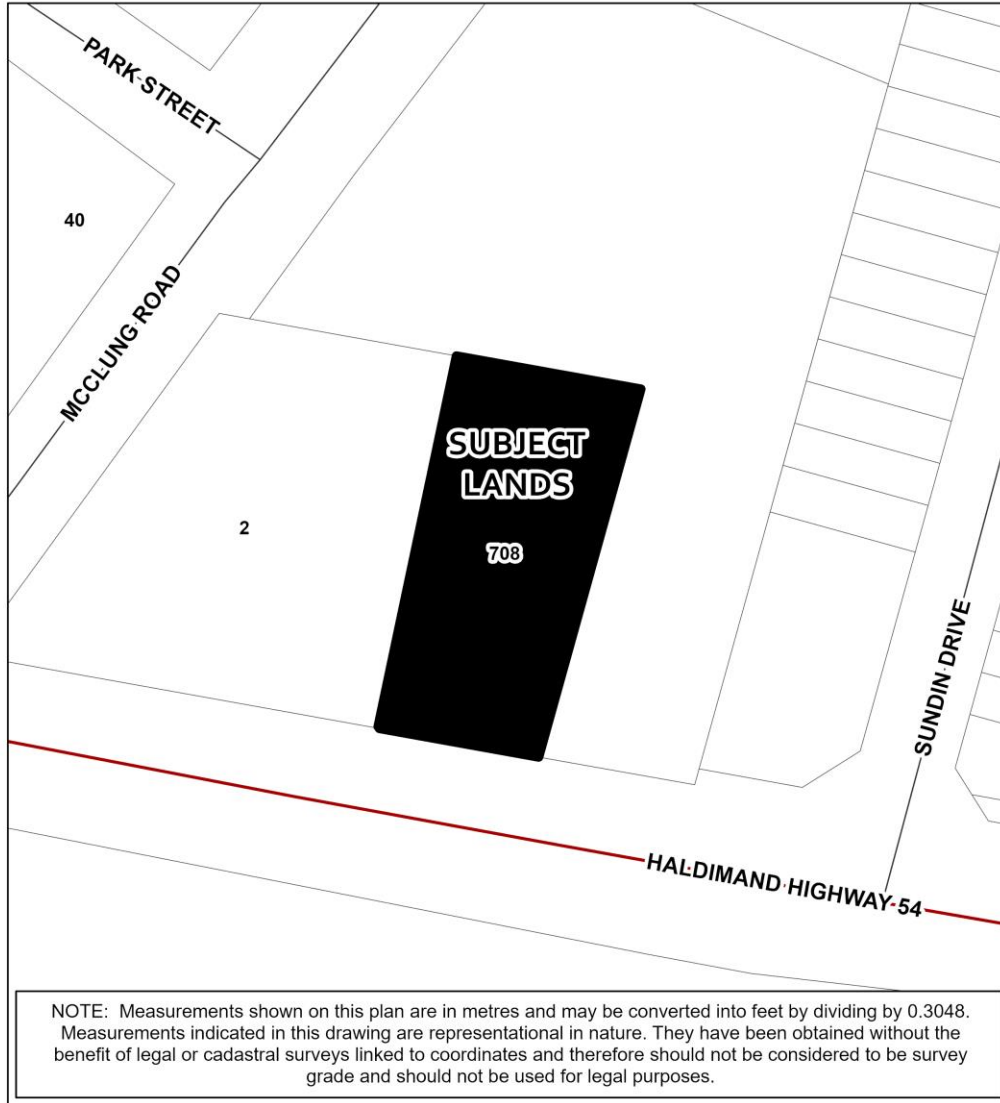 PARK STREET
40
MCCLUNG ROAD
SUBJECT
LANDS
2
708
SUNDIN DRIVE
HALDIMAND HIGHWAY 54
NOTE: Measurements shown on this plan are in metres and may be converted into feet by dividing by 0.3048.
Measurements indicated in this drawing are representational in nature. They have been obtained without the
benefit of legal or cadastral surveys linked to coordinates and therefore should not be considered to be survey
grade and should not be used for legal purposes.